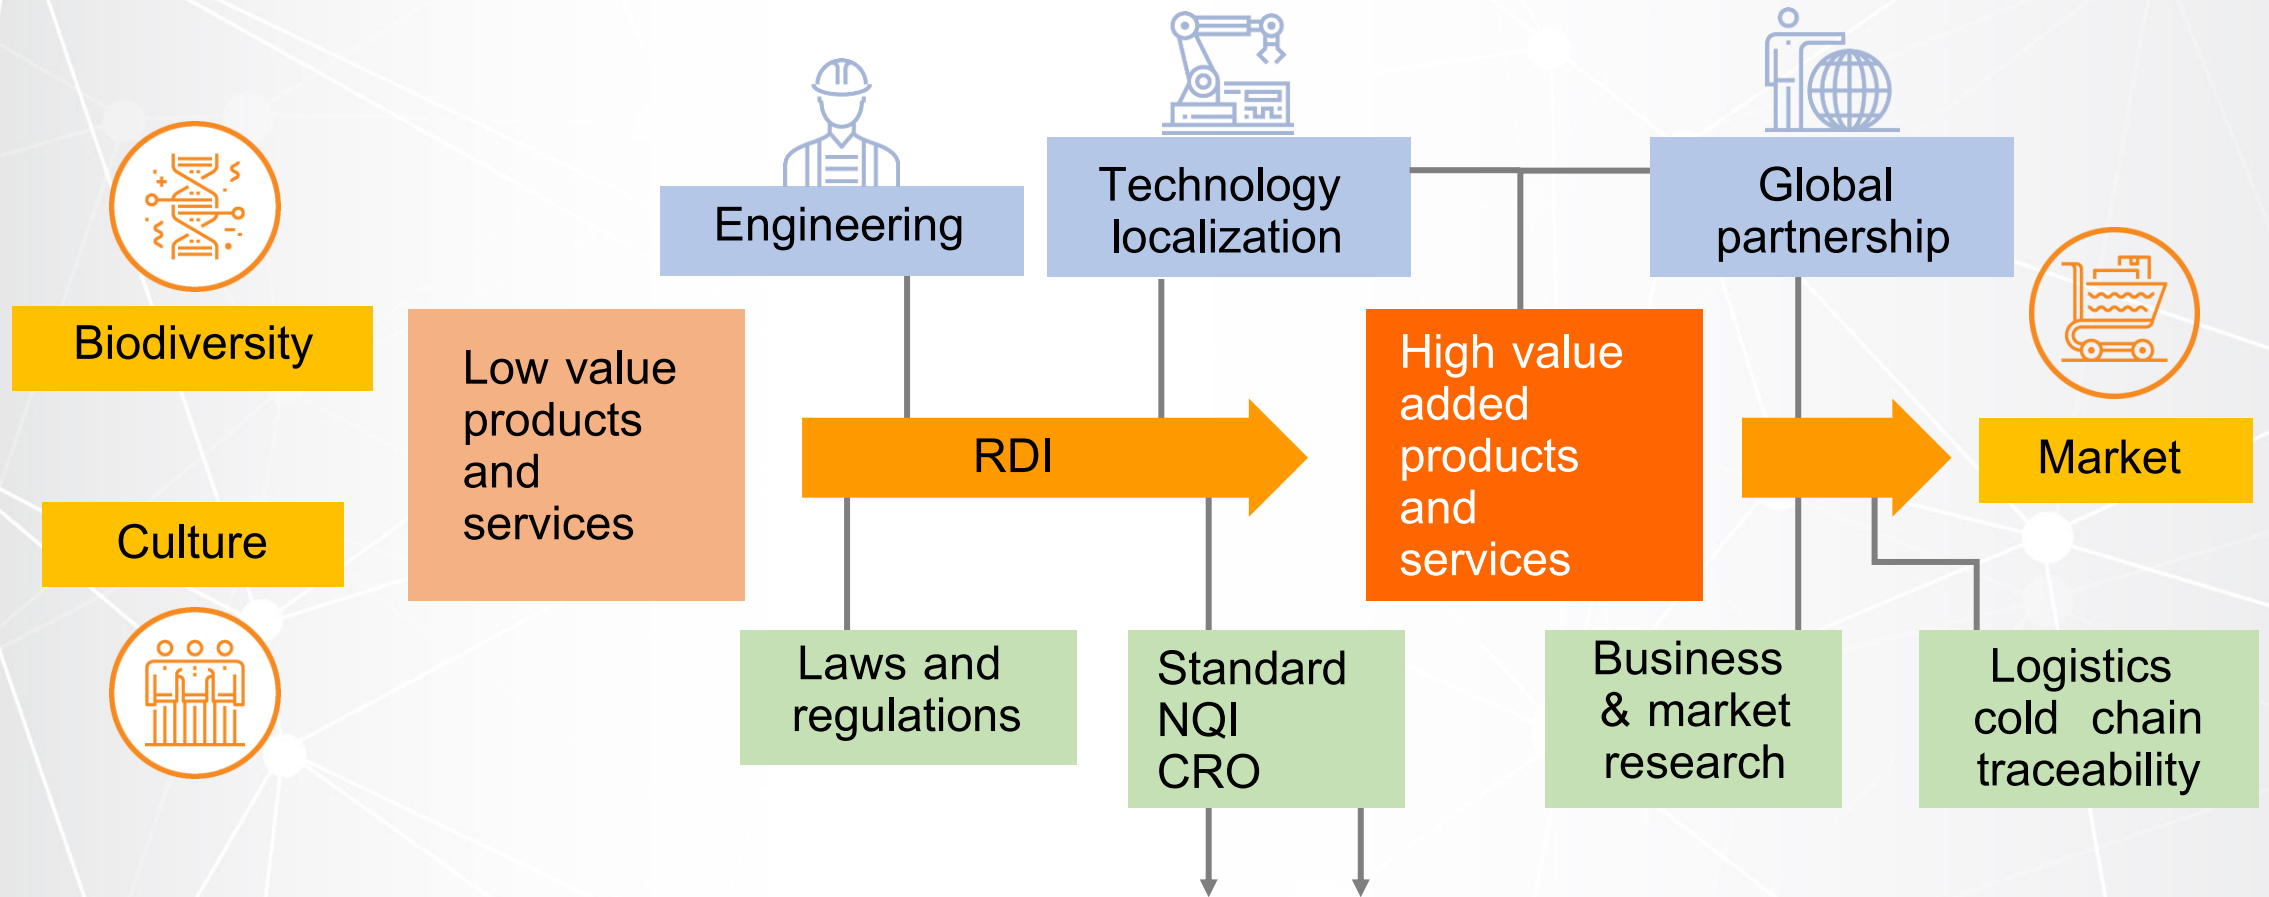 Biodiversity
Culture
Low value
products
and
services
Engineering
Technology
localization
Global
partnership
RDI
High value
added
products
and
services
Market
Laws and
regulations
Standard
NQI
CRO
Business
& market
research
Logistics
cold chain
traceability